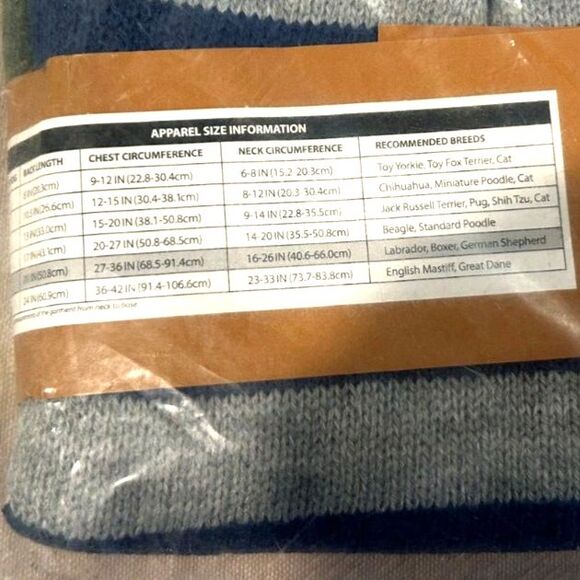 APPAREL SIZE INFORMATION
BACK LENGTH CHEST CIRCUMFERENCE NECK CIRCUMFERENCE RECOMMENDED BREEDS
9-12 IN (22.8-30.4cm) 6-8 IN (15.2-20.3cm) Toy Yorkie, Toy Fox Terrier, Cat
12-15 IN (30.4-38.1cm) 8-12 IN (20.3-30.4cm) Chihuahua, Miniature Poodle, Cat
15-20 IN (38.1-50.8cm) 9-14 IN (22.8-35.5cm) Jack Russell Terrier, Pug, Shih Tzu, Cat
20-27 IN (50.8-68.5cm) 14-20 IN (35.5-50.8cm) Beagle, Standard Poodle
(50.8cm) 27-36 IN (68.5-91.4cm) 16-26 IN (40.6-66.0cm) Labrador, Boxer, German Shepherd
24 IN (60.9cm) 36-42 IN (91.4-106.6cm) 23-33 IN (73.7-83.8cm) English Mastiff, Great Dane
of the garment from neck to base